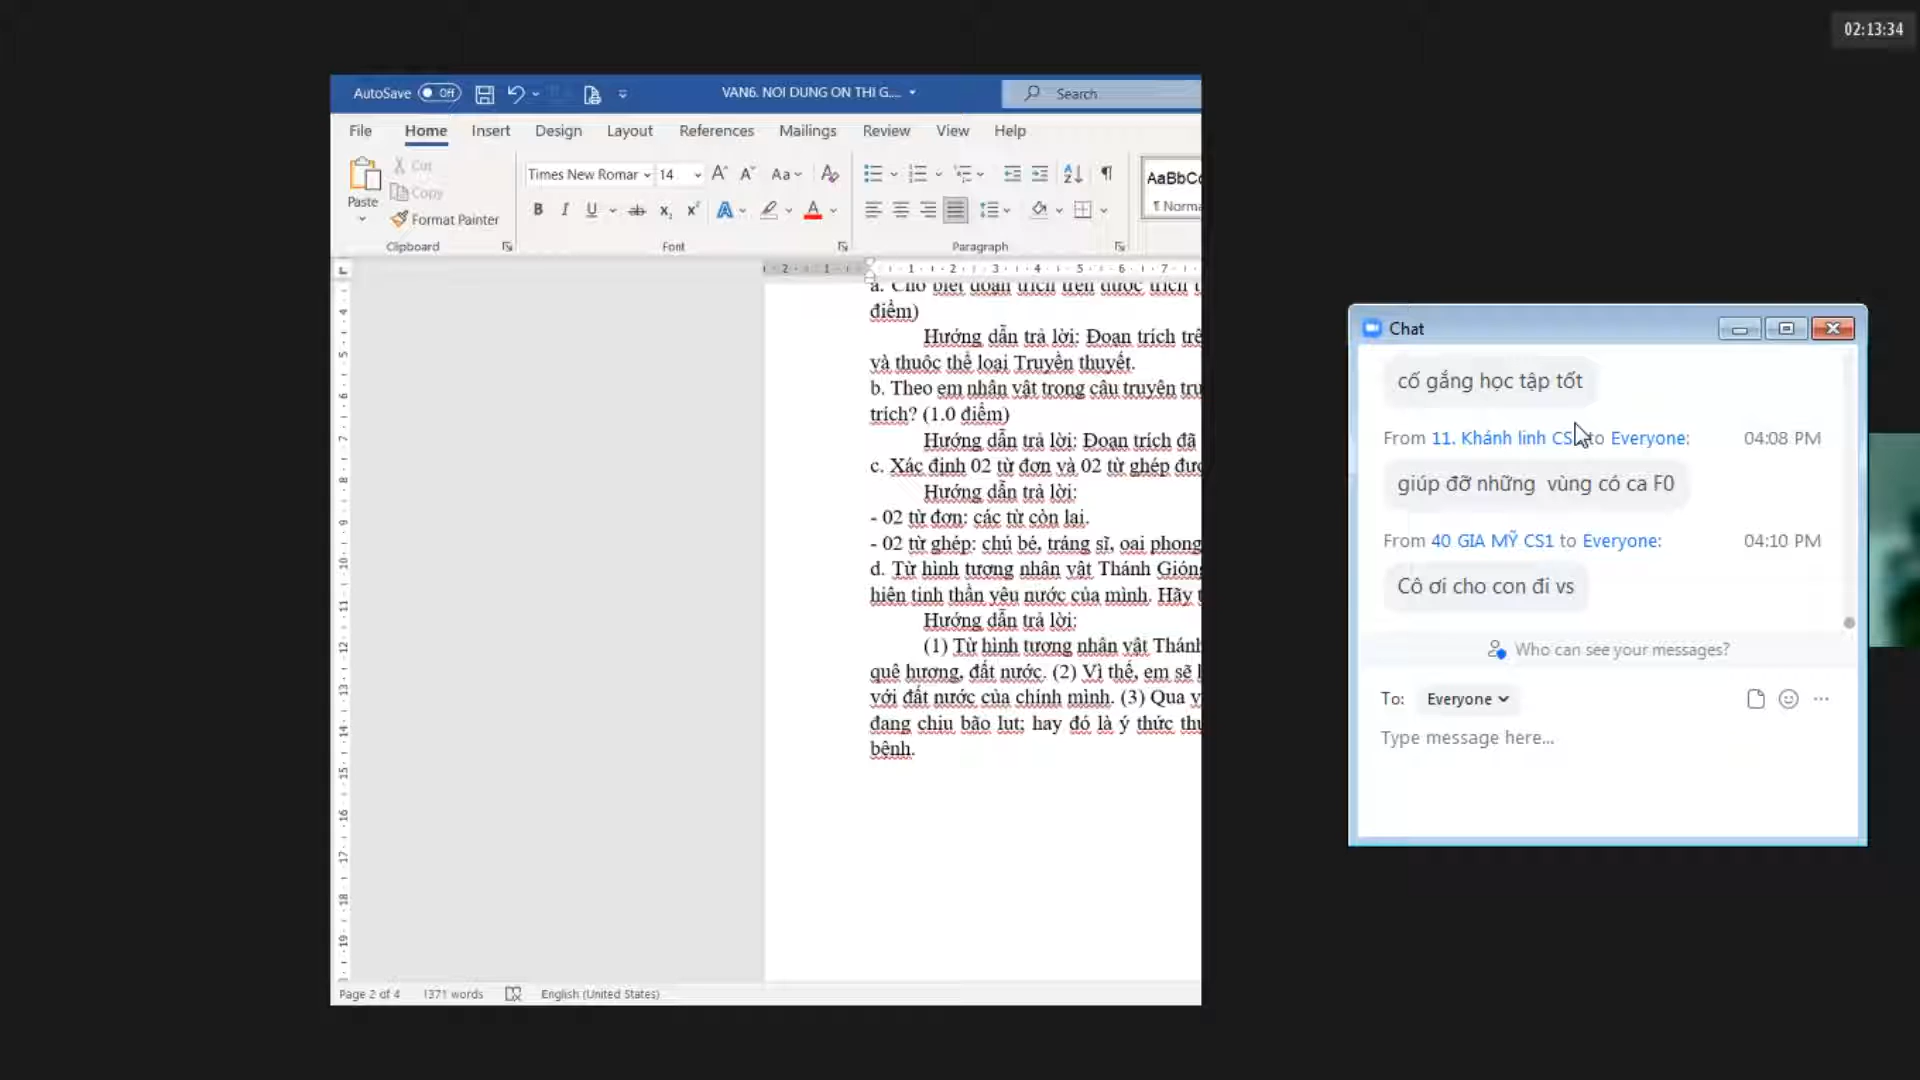 02:13:34
AutoSave Off
VAN6. NOI DUNG ON THI G....
Search
File Home Insert Design Layout References Mailings Review View Help
Paste
Cut
Copy
Format Painter
Clipboard
Times New Romar 14
Font
Paragraph
AaBbCc
¶ Norma
điểm)
Hướng dẫn trả lời: Đoạn trích trê
và thuộc thể loại Truyền thuyết.
b. Theo em nhân vật trong câu truyện tru
trích? (1.0 điểm)
Hướng dẫn trả lời: Đoạn trích đã
c. Xác định 02 từ đơn và 02 từ ghép đượ
Hướng dẫn trả lời:
- 02 từ đơn: các từ còn lại.
- 02 từ ghép: chú bé, tráng sĩ, oai phong
d. Từ hình tượng nhân vật Thánh Gióng
hiện tinh thần yêu nước của mình. Hãy t
Hướng dẫn trả lời:
(1) Từ hình tượng nhân vật Thánh
quê hương, đất nước. (2) Vì thế, em sẽ
với đất nước của chính mình. (3) Qua v
đang chịu bão lụt; hay đó là ý thức thư
bệnh.
Page 2 of 4 1371 words English (United States)
Chat
cố gắng học tập tốt
From 11. Khánh linh CS to Everyone: 04:08 PM
giúp đỡ những vùng có ca F0
From 40 GIA MỸ CS1 to Everyone: 04:10 PM
Cô ơi cho con đi vs
Who can see your messages?
To: Everyone
Type message here...